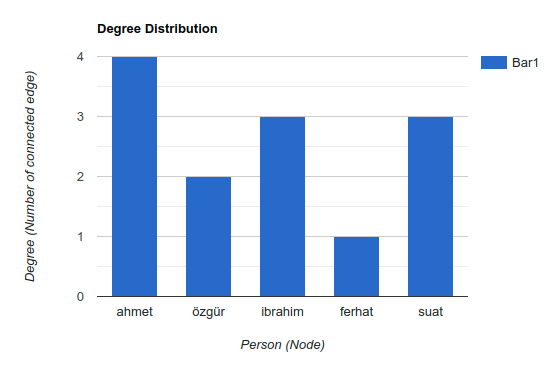 Degree Distribution
Degree (Number of connected edge)
4
3
2
1
0
ahmet özgür ibrahim ferhat suat
Person (Node)
Bar1